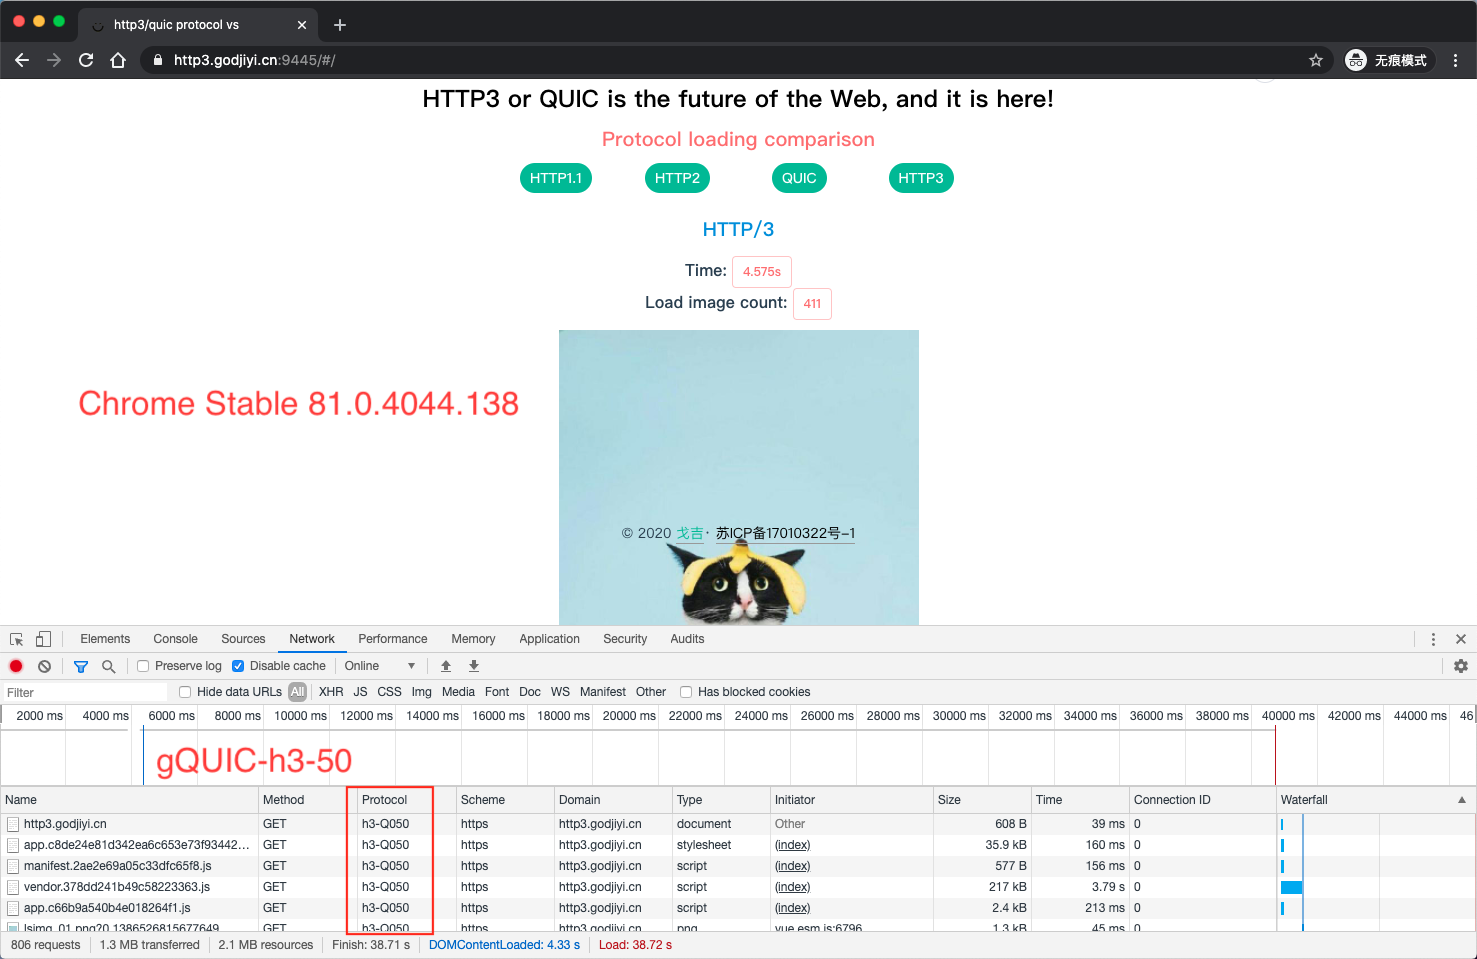 http3/quic protocol vs
http3.godjiyi.cn:9445/#/
无痕模式
HTTP3 or QUIC is the future of the Web, and it is here!
Protocol loading comparison
HTTP1.1 HTTP2 QUIC HTTP3
HTTP/3
Time: 4.575s
Load image count: 411
Chrome Stable 81.0.4044.138
© 2020 戈吉· 苏ICP备17010322号-1
Elements Console Sources Network Performance Memory Application Security Audits
Preserve log Disable cache Online
Filter Hide data URLs All XHR JS CSS Img Media Font Doc WS Manifest Other Has blocked cookies
2000 ms 4000 ms 6000 ms 8000 ms 10000 ms 12000 ms 14000 ms 16000 ms 18000 ms 20000 ms 22000 ms 24000 ms 26000 ms 28000 ms 30000 ms 32000 ms 34000 ms 36000 ms 38000 ms 40000 ms 42000 ms 44000 ms 46
gQUIC-h3-50
Name Method Protocol Scheme Domain Type Initiator Size Time Connection ID Waterfall
http3.godjiyi.cn GET h3-Q050 https http3.godjiyi.cn document Other 608 B 39 ms 0
app.c8de24e81d342ea6c653e73f93442... GET h3-Q050 https http3.godjiyi.cn stylesheet (index) 35.9 kB 160 ms 0
manifest.2ae2e69a05c33dfc65f8.js GET h3-Q050 https http3.godjiyi.cn script (index) 577 B 156 ms 0
vendor.378dd241b49c58223363.js GET h3-Q050 https http3.godjiyi.cn script (index) 217 kB 3.79 s 0
app.c66b9a540b4e018264f1.js GET h3-Q050 https http3.godjiyi.cn script (index) 2.4 kB 213 ms 0
lsimg_01.png?0.1386526815677649 GET h3-Q050 https http3.godjiyi.cn png vue.esm.js:6796 1.3 kB 45 ms 0
806 requests 1.3 MB transferred 2.1 MB resources Finish: 38.71 s DOMContentLoaded: 4.33 s Load: 38.72 s